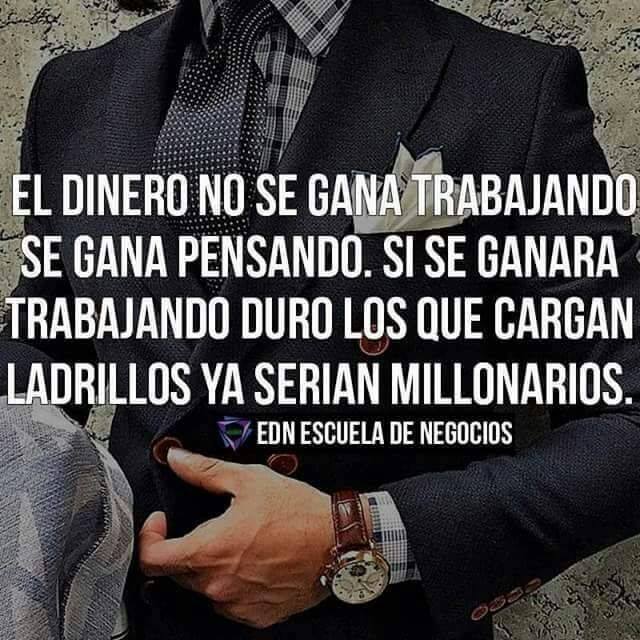 EL DINERO NO SE GANA TRABAJANDO
SE GANA PENSANDO. SI SE GANARA
TRABAJANDO DURO LOS QUE CARGAN
LADRILLOS YA SERIAN MILLONARIOS.
EDN ESCUELA DE NEGOCIOS